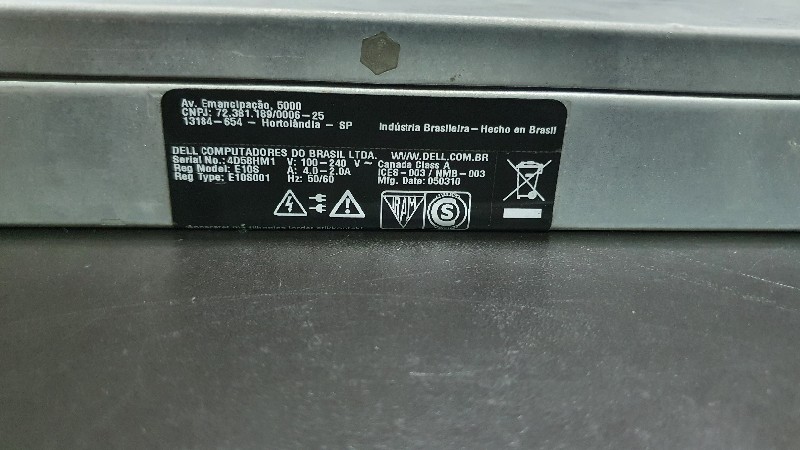 Av. Emancipação, 5000
CNPJ: 72.381.189/0006-25
13184-654 - Hortolândia - SP
Indústria Brasileira - Hecho en Brasil
DELL COMPUTADORES DO BRASIL LTDA. WWW.DELL.COM.BR
Serial No.: 4D58HM1 V: 100-240 V ~ Canada Class A
Reg Model: E10S A: 4.0-2.0A ICES-003 / NMB-003
Reg Type: E10S001 Hz: 50/60 Mfg. Date: 050310
IRAM S